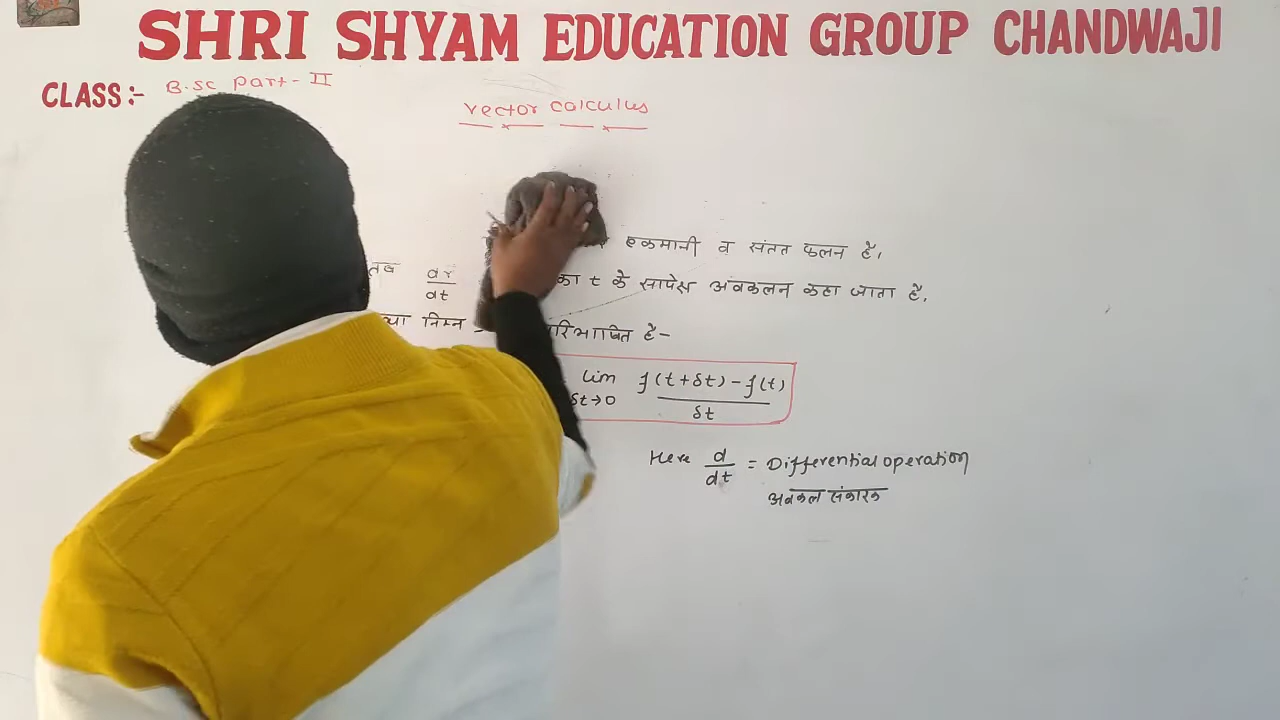 SHRI SHYAM EDUCATION GROUP CHANDWAJI
CLASS:- B.sc part-II
vector calculus
एकमानी व संतत फलन है,
तब dr/dt का t के सापेक्ष अवकलन कहा जाता है,
निम्न है-
lim δt→0 f(t+δt)-f(t)/δt
Here d/dt = Differential operation
अवकल संकारक